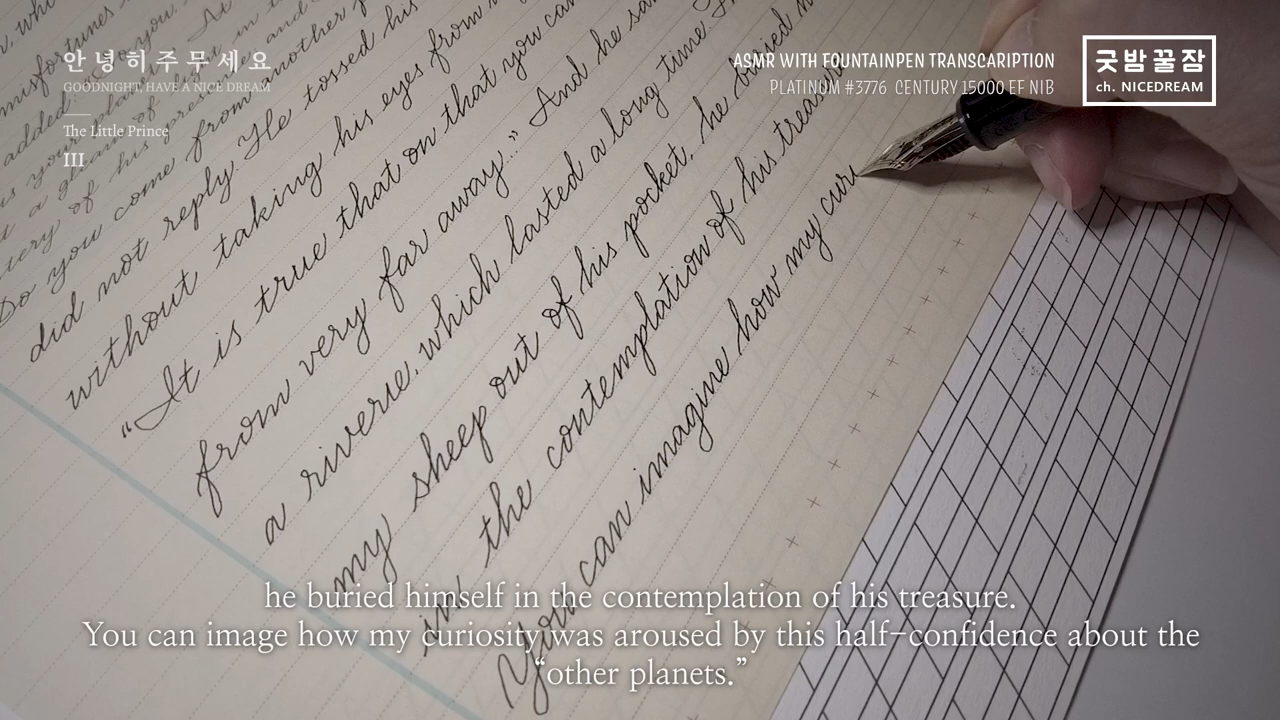 안녕히주무세요
GOODNIGHT, HAVE A NICE DREAM
The Little Prince
III
ASMR WITH FOUNTAINPEN TRANSCARIPTION
PLATINUM #3776 CENTURY 15000 EF NIB
굿밤꿀잠
ch. NICEDREAM
Do you come from another
did not reply. He tossed his
without taking his eyes from
“It is true that on that you can
from very far away.” And he
a riverie, which lasted a long time.
my sheep out of his pocket, he buried
in the contemplation of his treasu
You can imagine how my curi
he buried himself in the contemplation of his treasure.
You can image how my curiosity was aroused by this half-confidence about the
“other planets.”